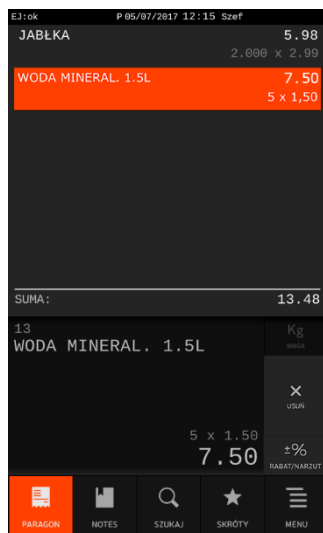 EJ:ok P 05/07/2017 12:15 Szef
JABŁKA 5.98
2.000 x 2.99
WODA MINERAL. 1.5L 7.50
5 x 1,50
SUMA: 13.48
13
WODA MINERAL. 1.5L
Kg
WAGA
×
USUŃ
5 x 1.50
7.50
±%
RABAT/NARZUT
PARAGON NOTES SZUKAJ SKRÓTY MENU